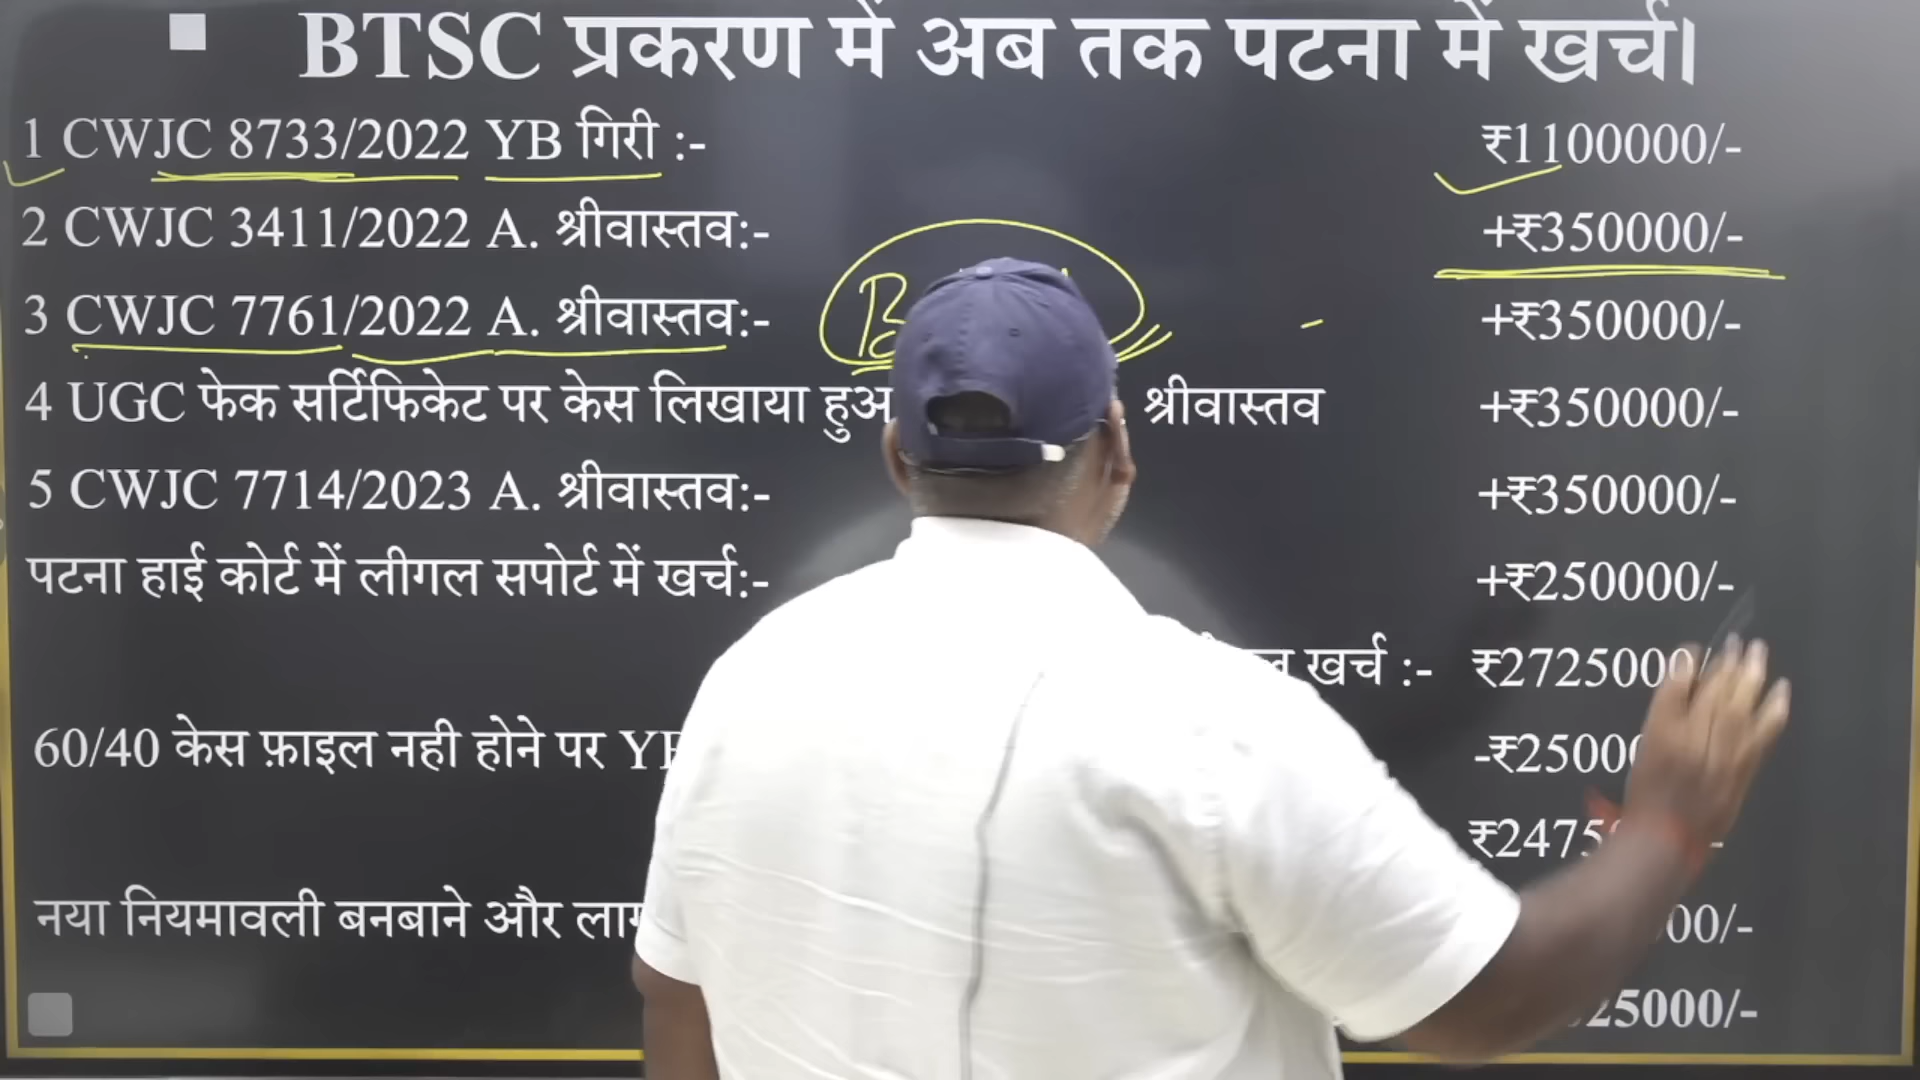 BTSC प्रकरण में अब तक पटना में खर्च।
1 CWJC 8733/2022 YB गिरी :- ₹1100000/-
2 CWJC 3411/2022 A. श्रीवास्तव:- +₹350000/-
3 CWJC 7761/2022 A. श्रीवास्तव:- +₹350000/-
4 UGC फेक सर्टिफिकेट पर केस लिखाया श्रीवास्तव +₹350000/-
5 CWJC 7714/2023 A. श्रीवास्तव:- +₹350000/-
पटना हाई कोर्ट में लीगल सपोर्ट में खर्च:- +₹250000/-
खर्च :- ₹2725000/
60/40 केस फ़ाइल नही होने पर
नया नियमावली बनबाने और